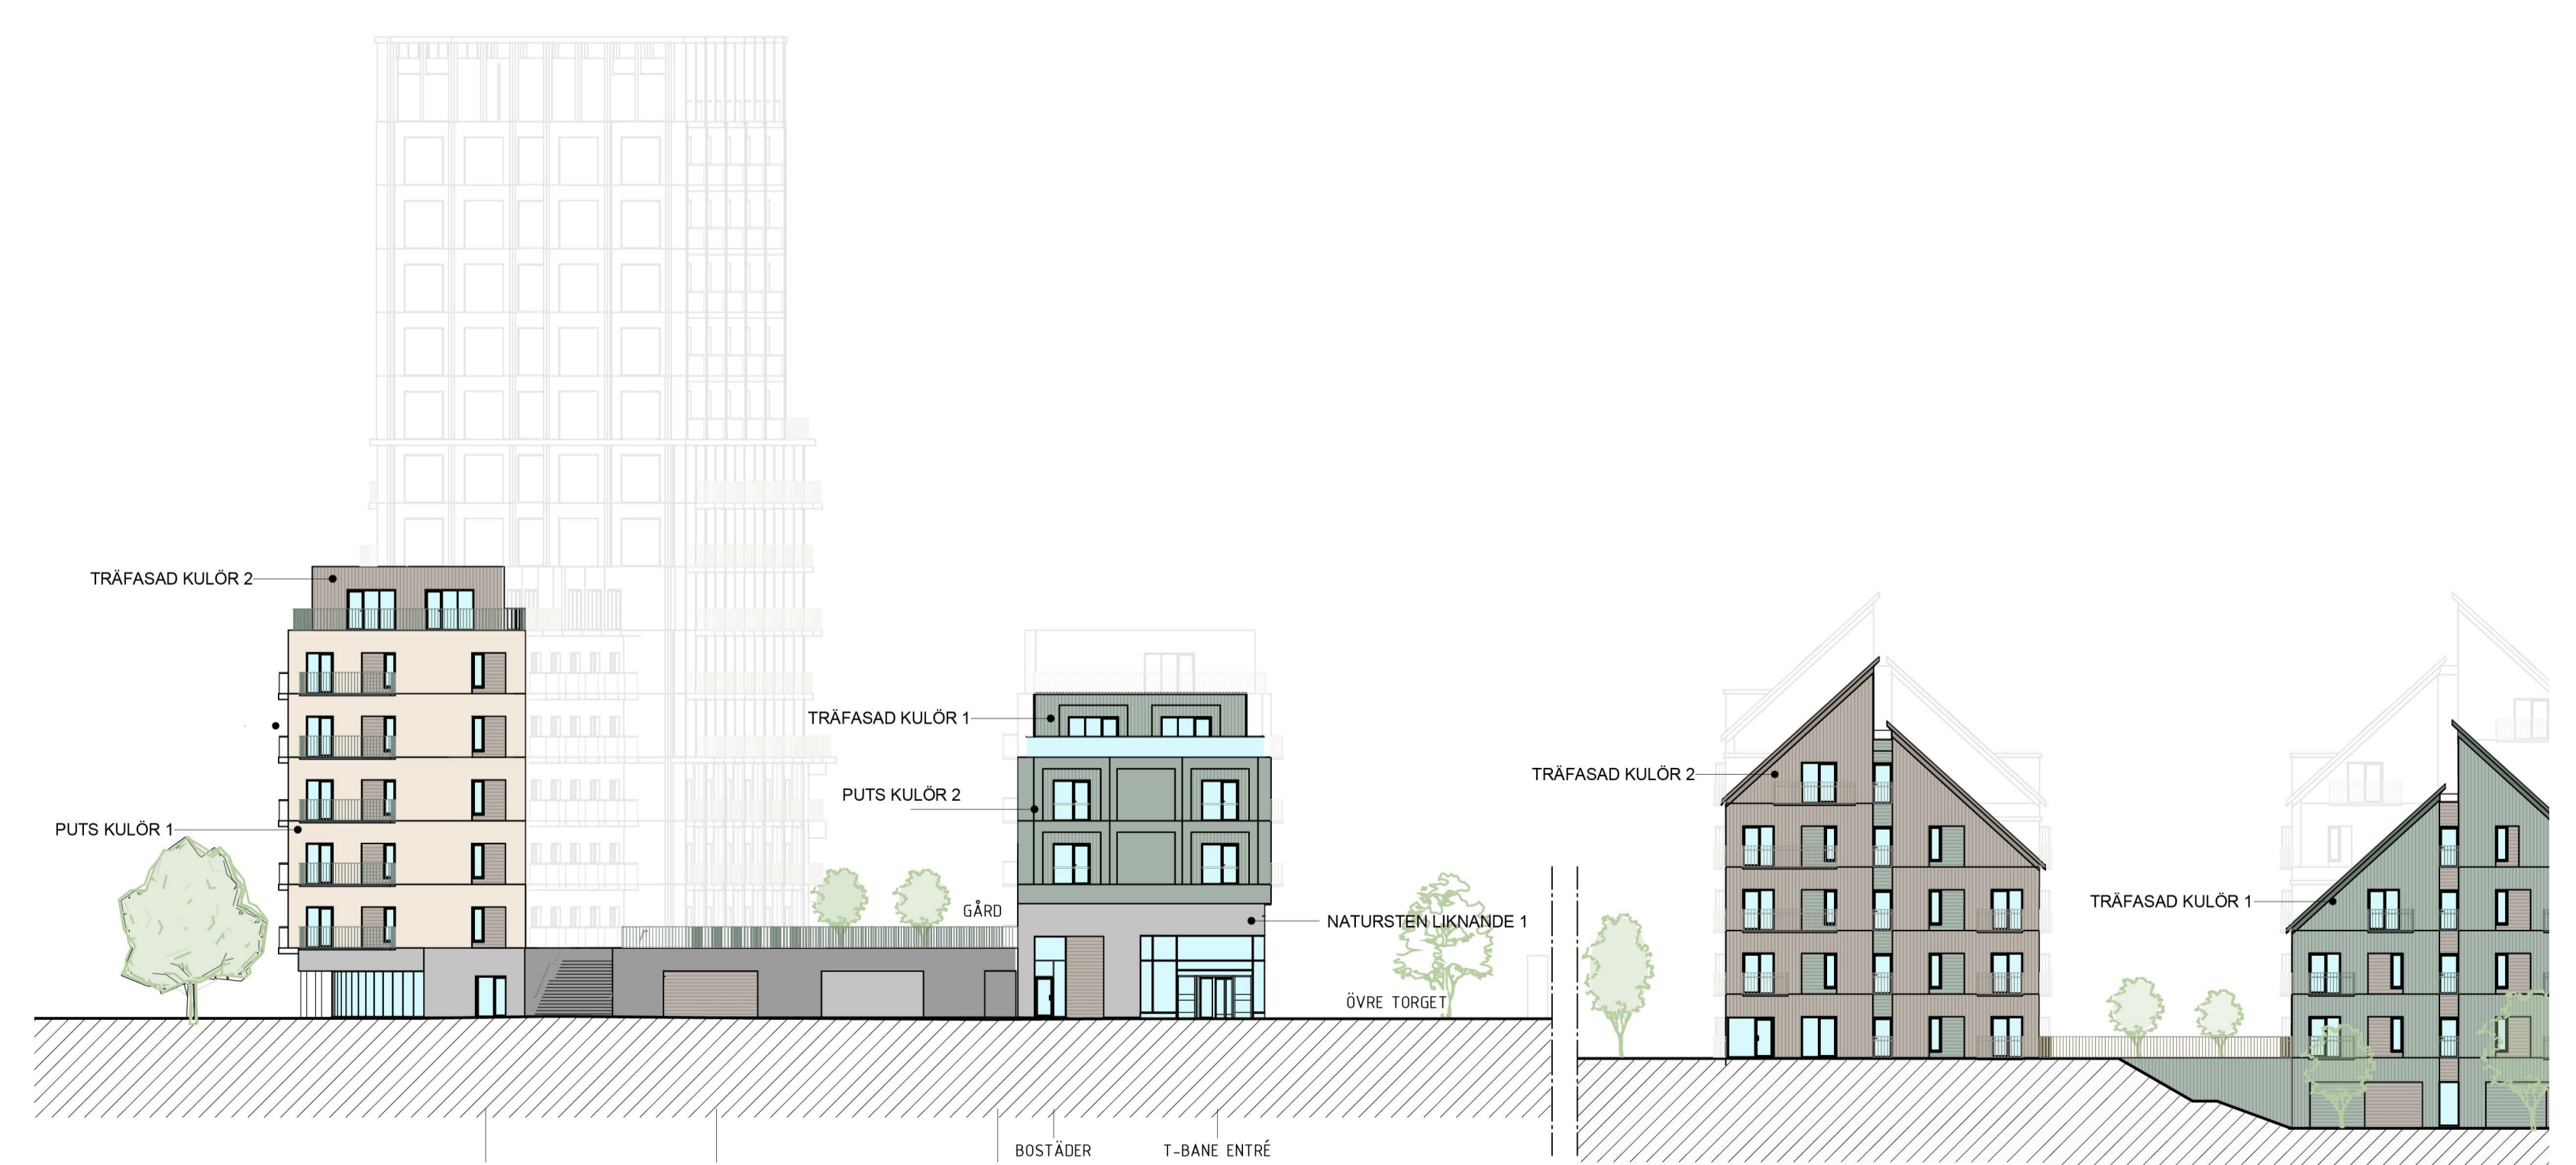 TRÄFASAD KULÖR 2
TRÄFASAD KULÖR 1
PUTS KULÖR 2
TRÄFASAD KULÖR 2
PUTS KULÖR 1
TRÄFASAD KULÖR 1
GÅRD
NATURSTEN LIKNANDE 1
ÖVRE TORGET
BOSTÄDER
T-BANE ENTRÉ